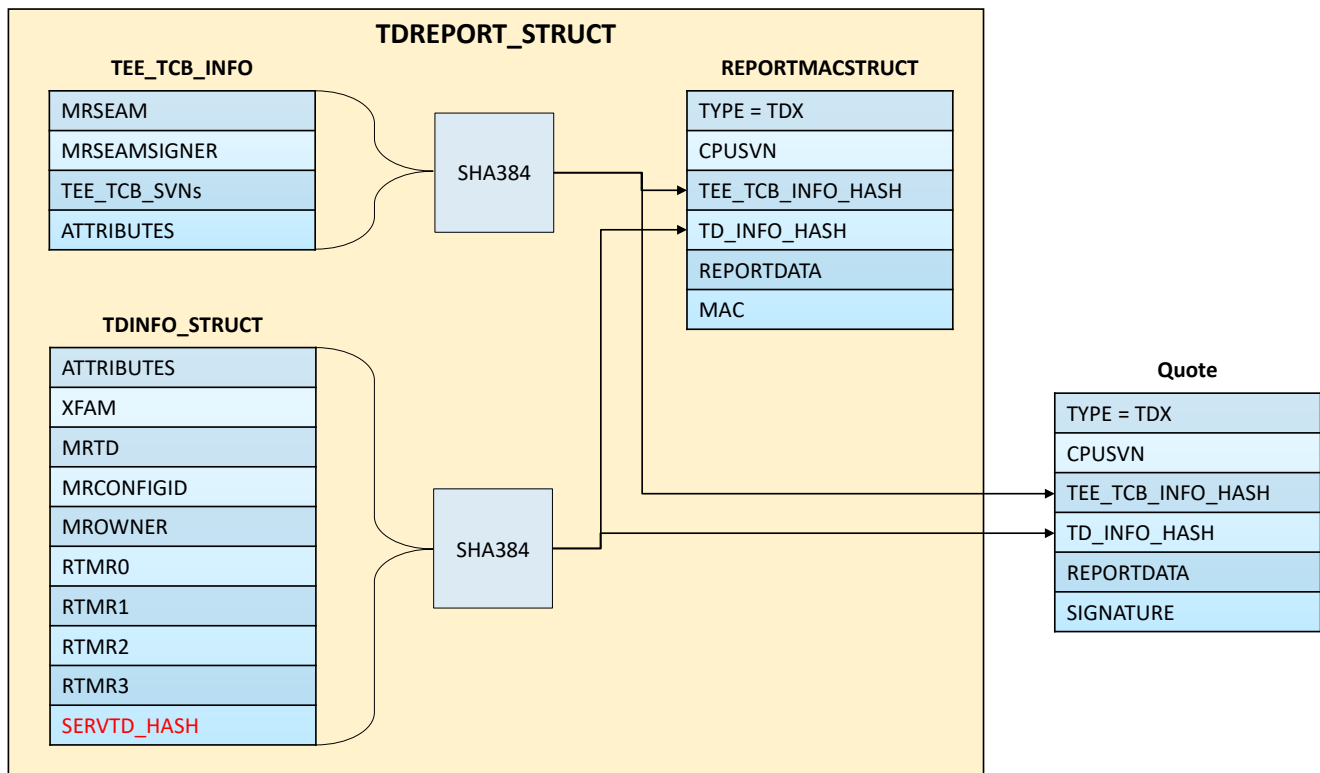 TDREPORT_STRUCT
TEE_TCB_INFO
MRSEAM
MRSEAMSIGNER
TEE_TCB_SVNs
ATTRIBUTES
SHA384
REPORTMACSTRUCT
TYPE = TDX
CPUSVN
TEE_TCB_INFO_HASH
TD_INFO_HASH
REPORTDATA
MAC
TDINFO_STRUCT
ATTRIBUTES
XFAM
MRTD
MRCONFIGID
MROWNER
RTMR0
RTMR1
RTMR2
RTMR3
SERVTD_HASH
SHA384
Quote
TYPE = TDX
CPUSVN
TEE_TCB_INFO_HASH
TD_INFO_HASH
REPORTDATA
SIGNATURE